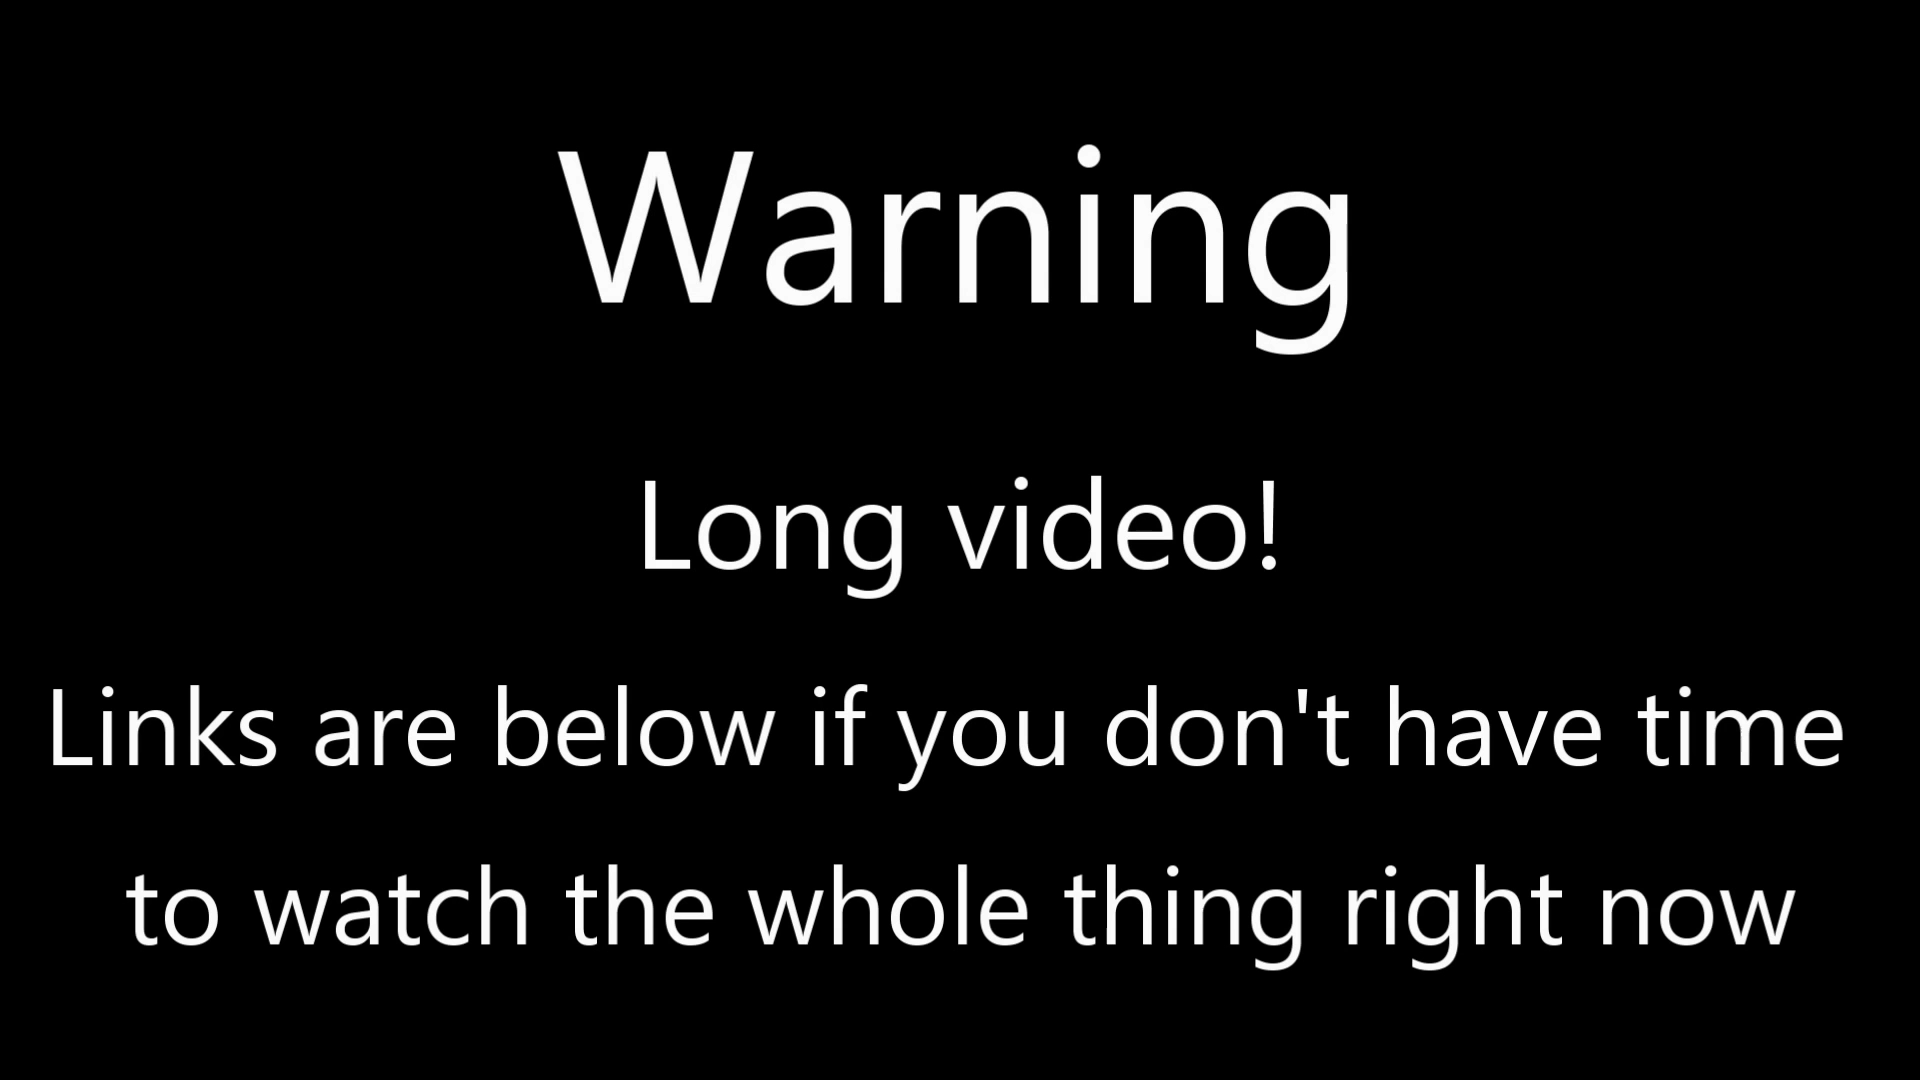 Warning
Long video!
Links are below if you don't have time
to watch the whole thing right now